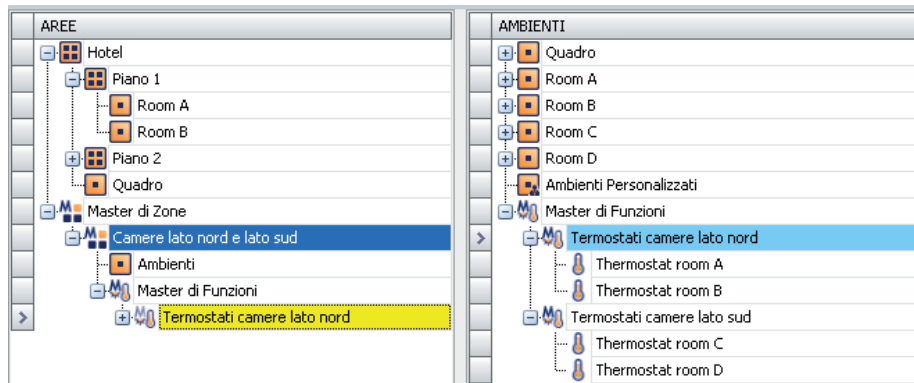 AREE
Hotel
Piano 1
Room A
Room B
Piano 2
Quadro
Master di Zone
Camere lato nord e lato sud
Ambienti
Master di Funzioni
Termostati camere lato nord
AMBIENTI
Quadro
Room A
Room B
Room C
Room D
Ambienti Personalizzati
Master di Funzioni
Termostati camere lato nord
Thermostat room A
Thermostat room B
Termostati camere lato sud
Thermostat room C
Thermostat room D